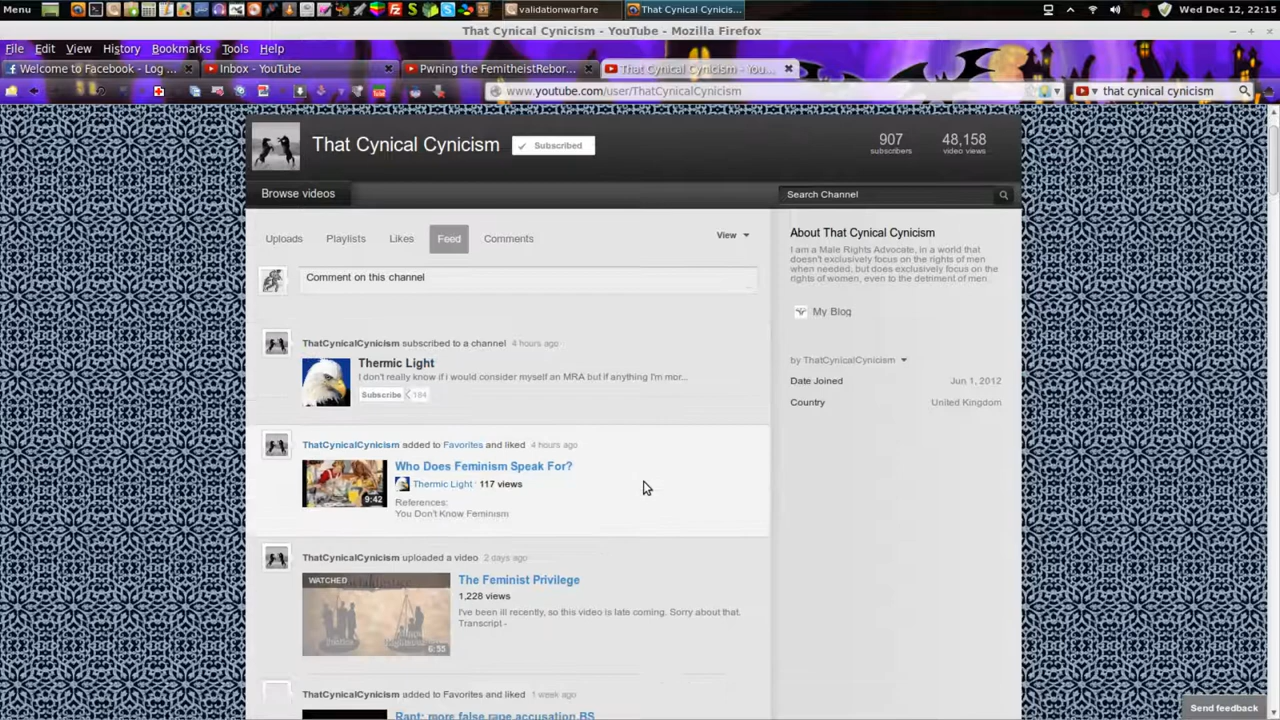 Menu
validationwarfare
That Cynical Cynicis...
Wed Dec 12, 22:15
That Cynical Cynicism - YouTube - Mozilla Firefox
File Edit View History Bookmarks Tools Help
Welcome to Facebook - Log ...
Inbox - YouTube
Pwning the FemitheistRebor...
That Cynical Cynicism - You...
www.youtube.com/user/ThatCynicalCynicism
that cynical cynicism
That Cynical Cynicism
Subscribed
907
subscribers
48,158
video views
Browse videos
Search Channel
Uploads
Playlists
Likes
Feed
Comments
View
Comment on this channel
ThatCynicalCynicism subscribed to a channel 4 hours ago
Thermic Light
I don't really know if i would consider myself an MRA but if anything I'm mor...
Subscribe 184
ThatCynicalCynicism added to Favorites and liked 4 hours ago
Who Does Feminism Speak For?
Thermic Light 117 views
9:42
References:
You Don't Know Feminism
ThatCynicalCynicism uploaded a video 2 days ago
WATCHED
The Feminist Privilege
1,228 views
I've been ill recently, so this video is late coming. Sorry about that.
Transcript -
6:55
ThatCynicalCynicism added to Favorites and liked 1 week ago
Rant: more false rape accusation BS
About That Cynical Cynicism
I am a Male Rights Advocate, in a world that
doesn't exclusively focus on the rights of men
when needed, but does exclusively focus on the
rights of women, even to the detriment of men.
My Blog
by ThatCynicalCynicism
Date Joined Jun 1, 2012
Country United Kingdom
Send feedback